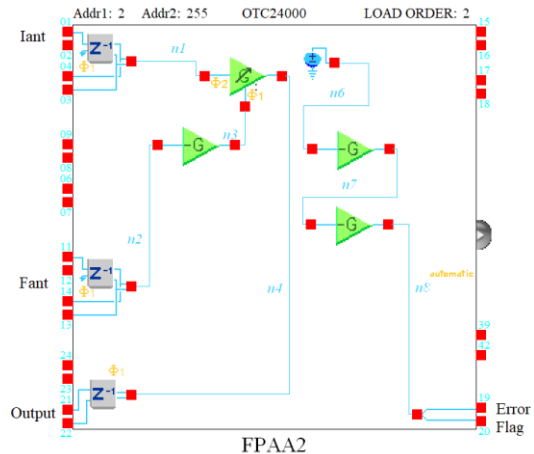 Addr1: 2 Addr2: 255 OTC24000 LOAD ORDER: 2
01
Iant
Z-1
n1
15
02
Φ1
04
03
Φ2
G
Φ1
±
n6
16
17
18
09
n3
-G
-G
08
06
07
n7
11
n2
-G
Fant
Z-1
12
Φ1
14
13
n4
automatic
n8
39
42
24
23
Φ1
Z-1
21
Output
22
19
Error
Flag
20
FPAA2